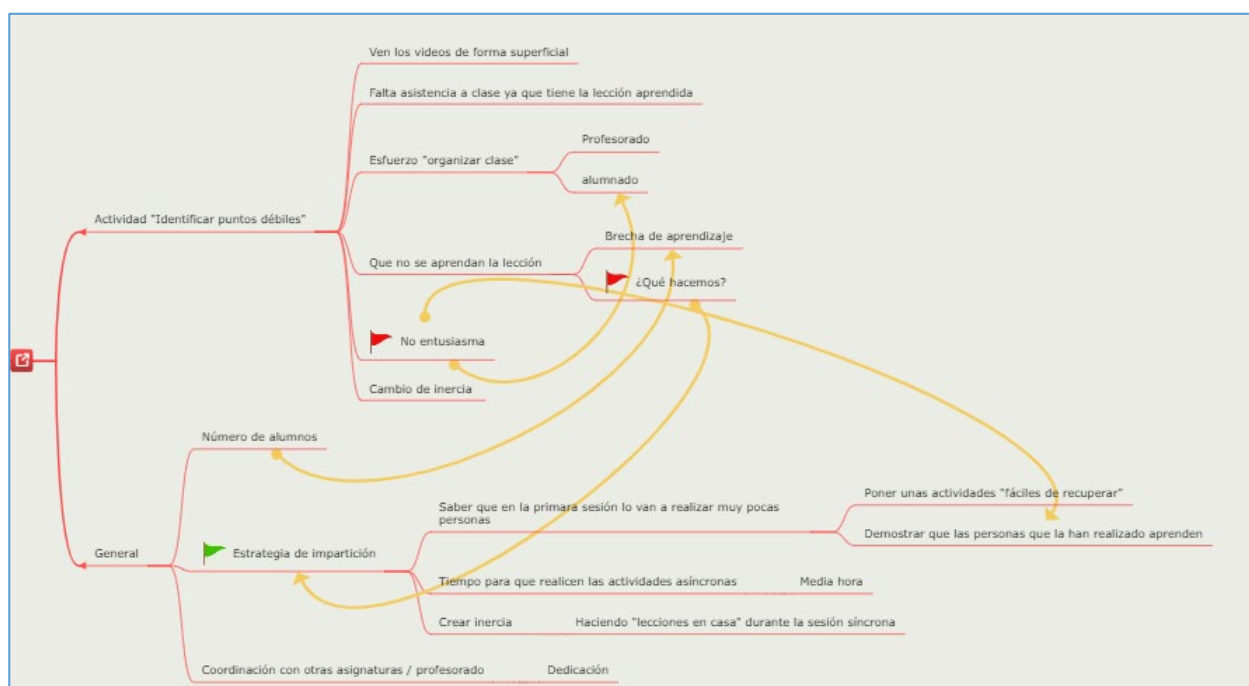 Ven los videos de forma superficial
Falta asistencia a clase ya que tiene la lección aprendida
Esfuerzo "organizar clase"
Profesorado
alumnado
Actividad "Identificar puntos débiles"
Que no se aprendan la lección
Brecha de aprendizaje
¿Qué hacemos?
No entusiasma
Cambio de inercia
General
Número de alumnos
Estrategia de impartición
Saber que en la primara sesión lo van a realizar muy pocas
personas
Poner unas actividades "fáciles de recuperar"
Demostrar que las personas que la han realizado aprenden
Tiempo para que realicen las actividades asíncronas
Media hora
Crear inercia
Haciendo "lecciones en casa" durante la sesión síncrona
Coordinación con otras asignaturas / profesorado
Dedicación